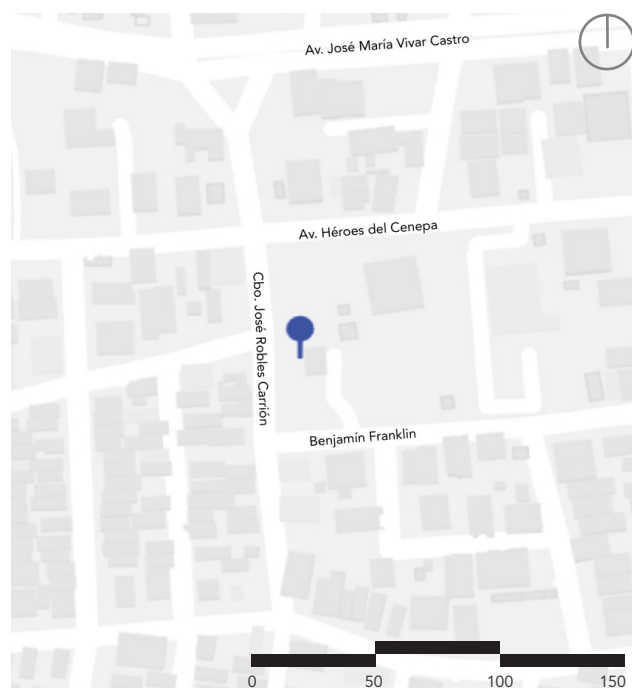 Av. José María Vivar Castro
Av. Héroes del Cenepa
Cbo. José Robles Carrión
Benjamín Franklin
0 50 100 150